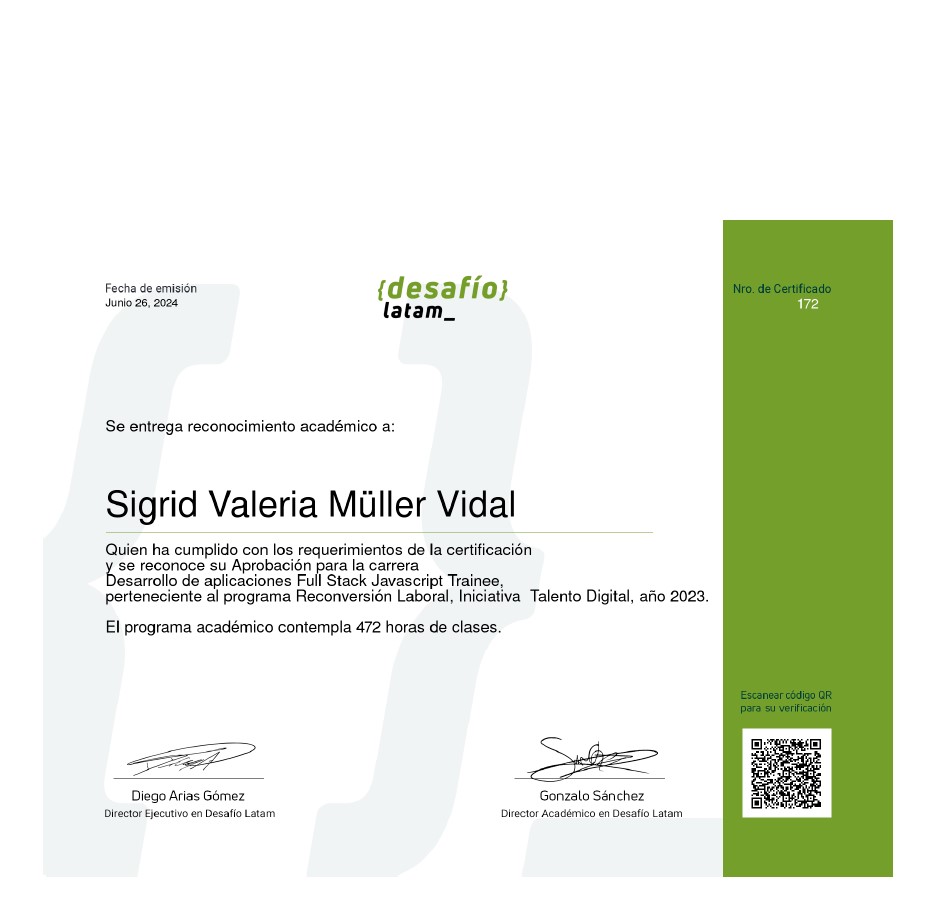 Fecha de emisión
Junio 26, 2024
{desafío}
latam_
Nro. de Certificado
172
Se entrega reconocimiento académico a:
Sigrid Valeria Müller Vidal
Quien ha cumplido con los requerimientos de la certificación
y se reconoce su Aprobación para la carrera
Desarrollo de aplicaciones Full Stack Javascript Trainee,
perteneciente al programa Reconversión Laboral, Iniciativa  Talento Digital, año 2023.
El programa académico contempla 472 horas de clases.
Escanear código QR
para su verificación
Diego Arias Gómez
Director Ejecutivo en Desafío Latam
Gonzalo Sánchez
Director Académico en Desafío Latam